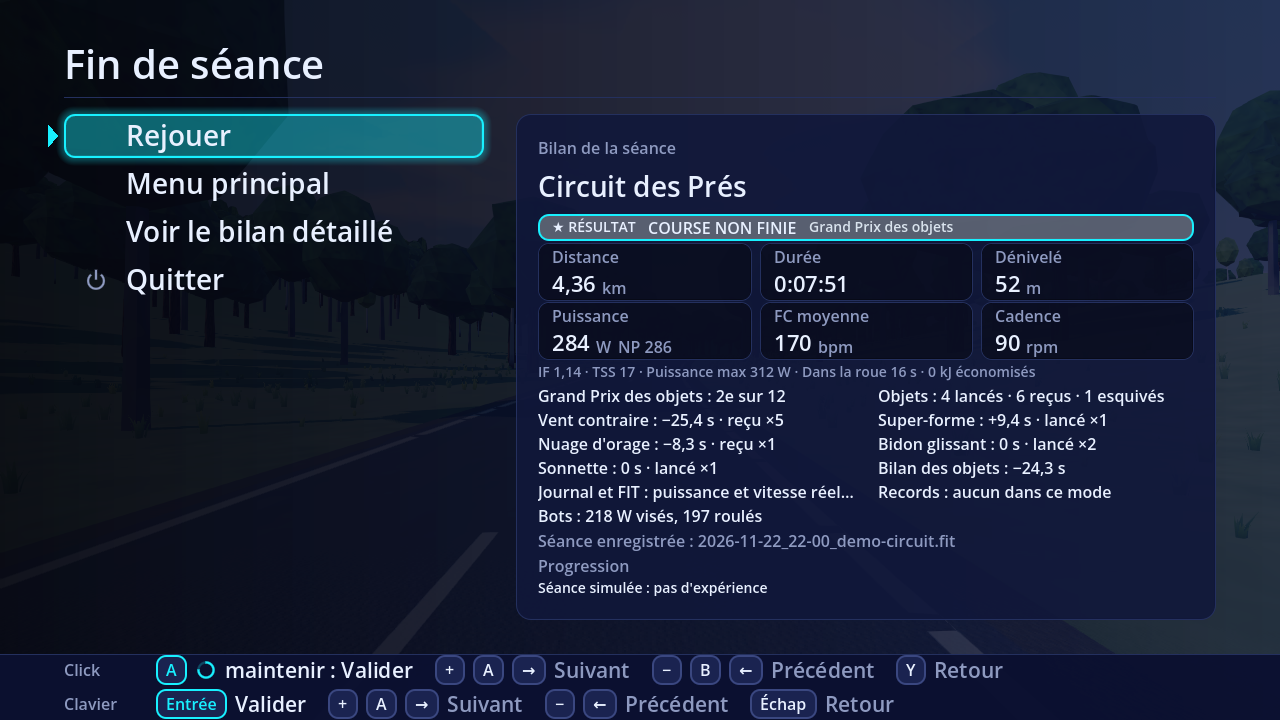 Fin de séance
Rejouer
Menu principal
Voir le bilan détaillé
Quitter
Bilan de la séance
Circuit des Prés
★ RÉSULTAT COURSE NON FINIE Grand Prix des objets
Distance Durée Dénivelé
4,36 km 0:07:51 52 m
Puissance FC moyenne Cadence
284 W NP 286 170 bpm 90 rpm
IF 1,14 · TSS 17 · Puissance max 312 W · Dans la roue 16 s · 0 kJ économisés
Grand Prix des objets : 2e sur 12 Objets : 4 lancés · 6 reçus · 1 esquivés
Vent contraire : −25,4 s · reçu ×5 Super-forme : +9,4 s · lancé ×1
Nuage d'orage : −8,3 s · reçu ×1 Bidon glissant : 0 s · lancé ×2
Sonnette : 0 s · lancé ×1 Bilan des objets : −24,3 s
Journal et FIT : puissance et vitesse réel… Records : aucun dans ce mode
Bots : 218 W visés, 197 roulés
Séance enregistrée : 2026-11-22_22-00_demo-circuit.fit
Progression
Séance simulée : pas d'expérience
Click A maintenir : Valider + A → Suivant − B ← Précédent Y Retour
Clavier Entrée Valider + A → Suivant − ← Précédent Échap Retour